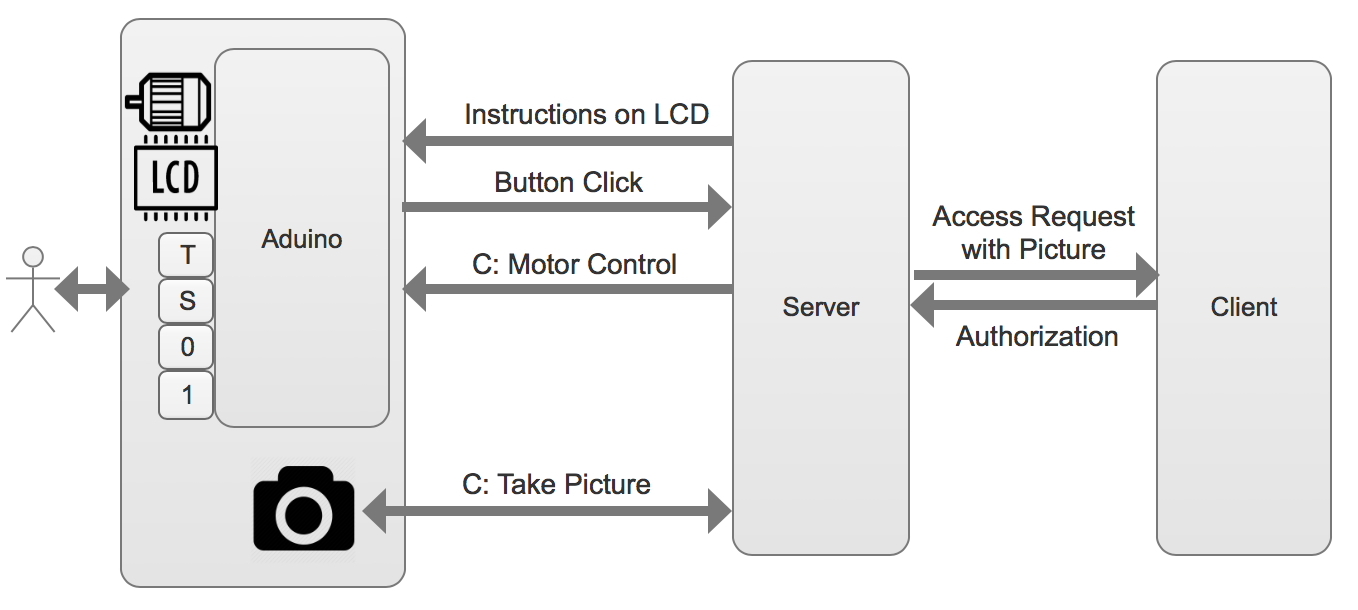 LCD
T
S
0
1
Aduino
Instructions on LCD
Button Click
C: Motor Control
C: Take Picture
Server
Access Request
with Picture
Authorization
Client